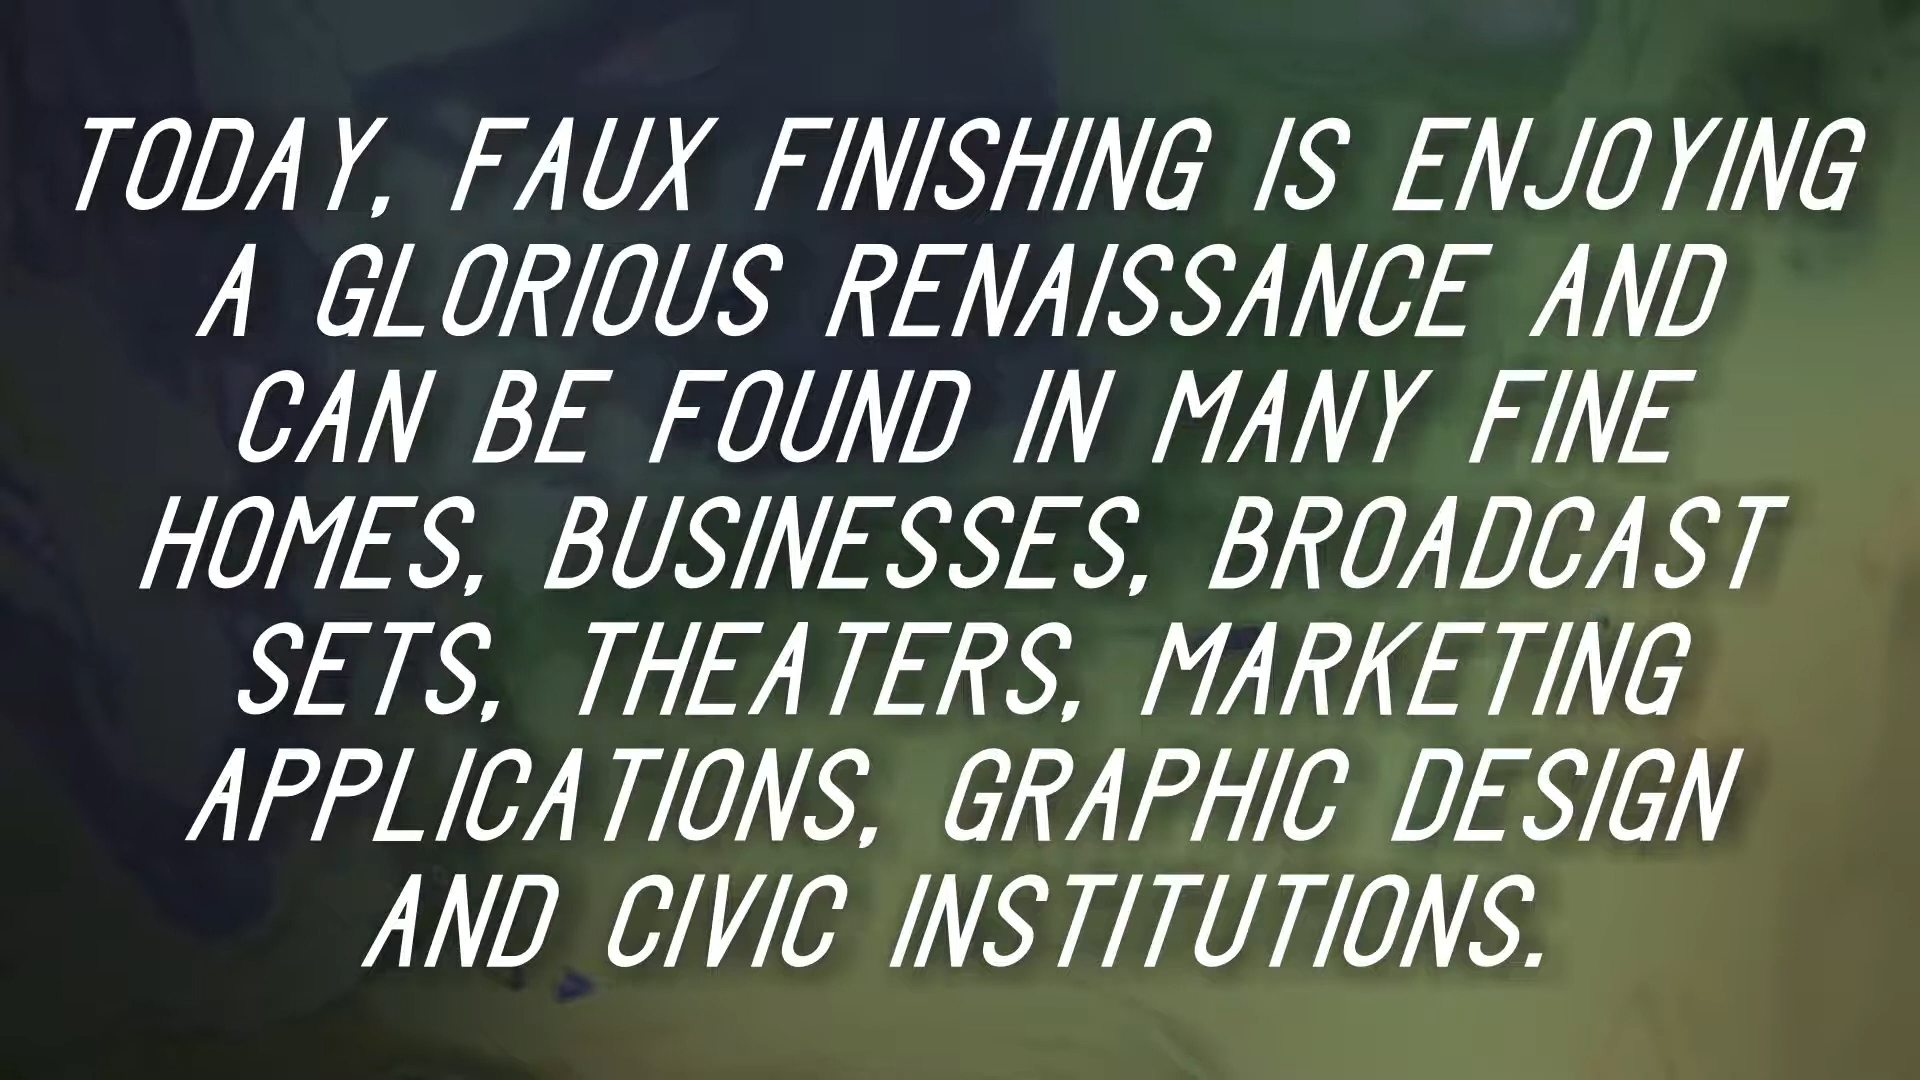 TODAY, FAUX FINISHING IS ENJOYING
A GLORIOUS RENAISSANCE AND
CAN BE FOUND IN MANY FINE
HOMES, BUSINESSES, BROADCAST
SETS, THEATERS, MARKETING
APPLICATIONS, GRAPHIC DESIGN
AND CIVIC INSTITUTIONS.